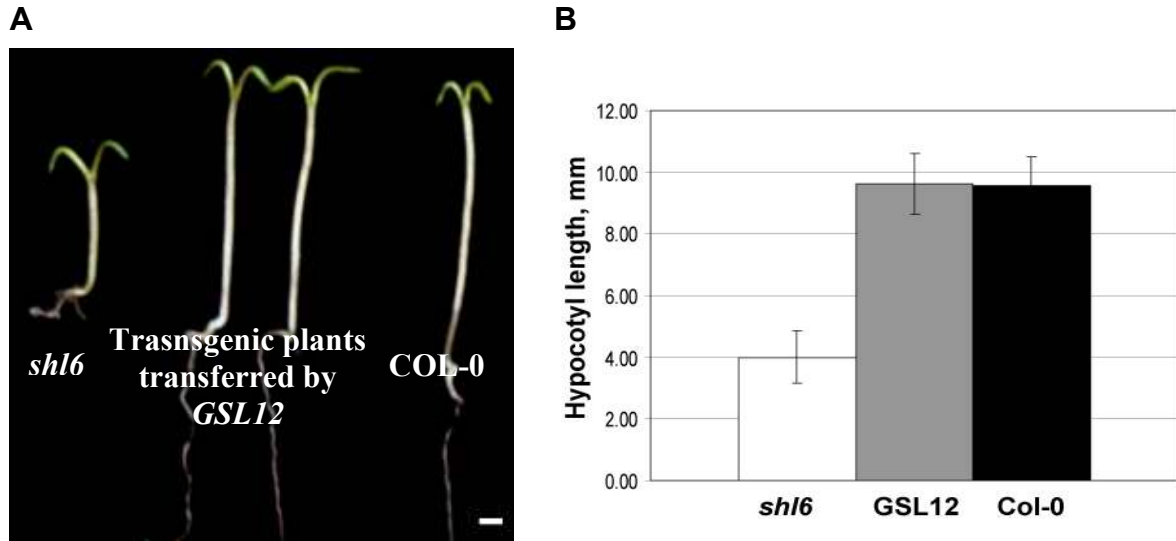 A
shl6
Trasnsgenic plants
transferred by
GSL12
COL-0
B
Hypocotyl length, mm
12.00
10.00
8.00
6.00
4.00
2.00
0.00
shl6 GSL12 Col-0